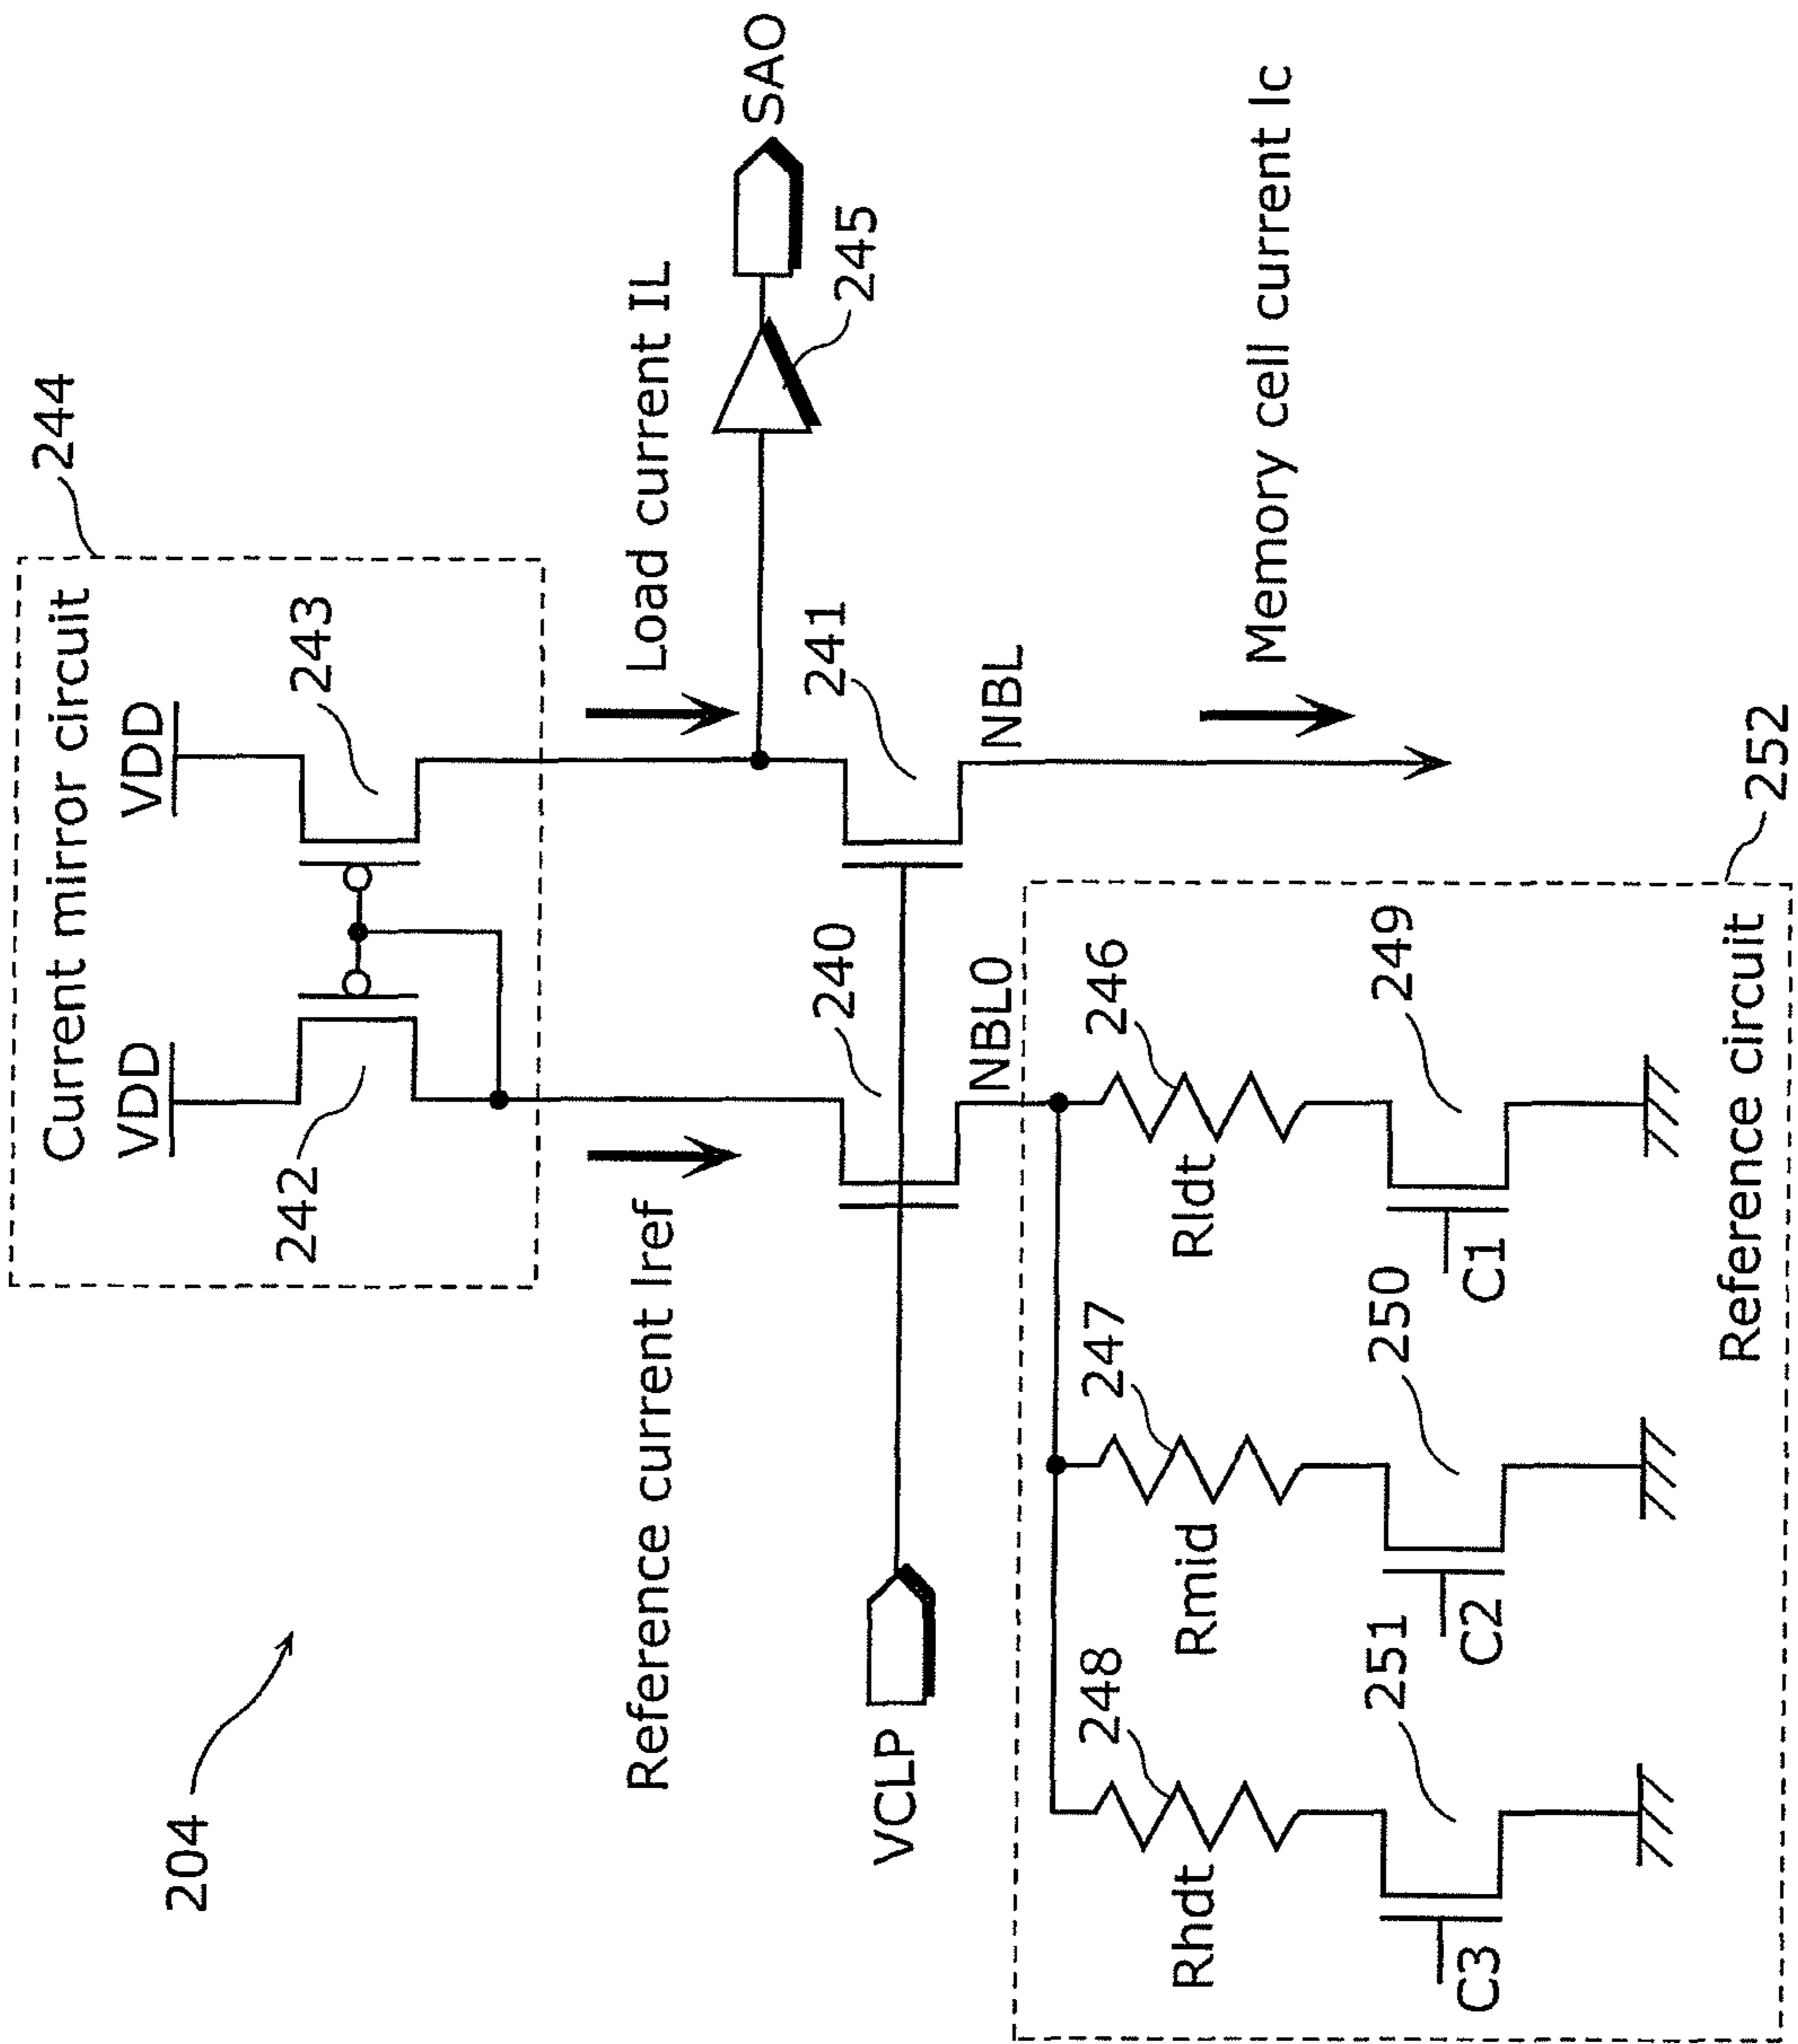 204
244
Current mirror circuit
VDD
VDD
242
243
Reference current Iref
Load current IL
SAO
245
VCLP
240
241
NBL0
NBL
Memory cell current Ic
252
248
247
246
Rhdt
Rmid
Rldt
251
250
249
C3
C2
C1
Reference circuit